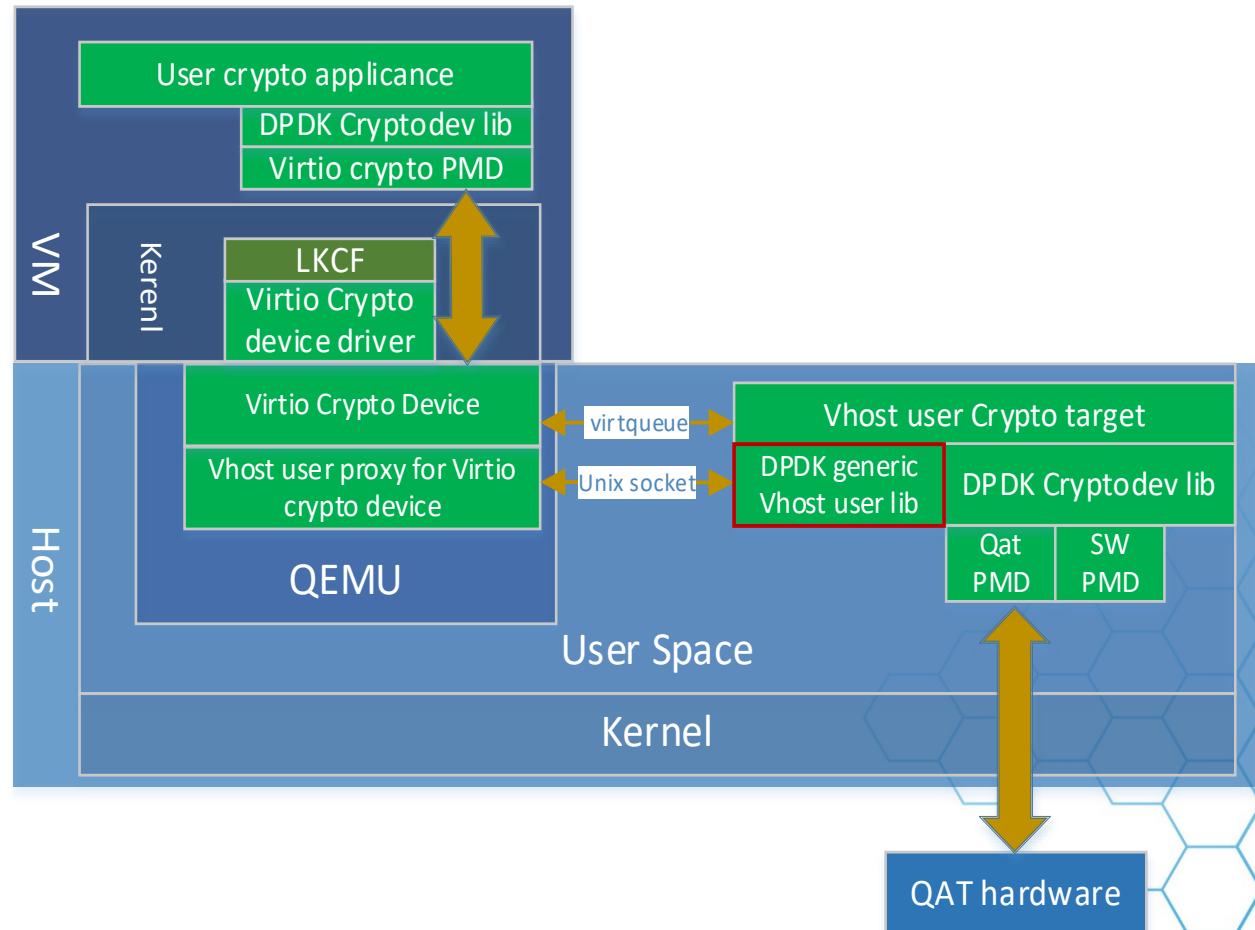 User crypto applicance
DPDK Cryptodev lib
Virtio crypto PMD
VM
Kerenl
LKCF
Virtio Crypto
device driver
Host
Virtio Crypto Device
Vhost user proxy for Virtio
crypto device
QEMU
virtqueue
Unix socket
Vhost user Crypto target
DPDK generic
Vhost user lib
DPDK Cryptodev lib
Qat
PMD
SW
PMD
User Space
Kernel
QAT hardware